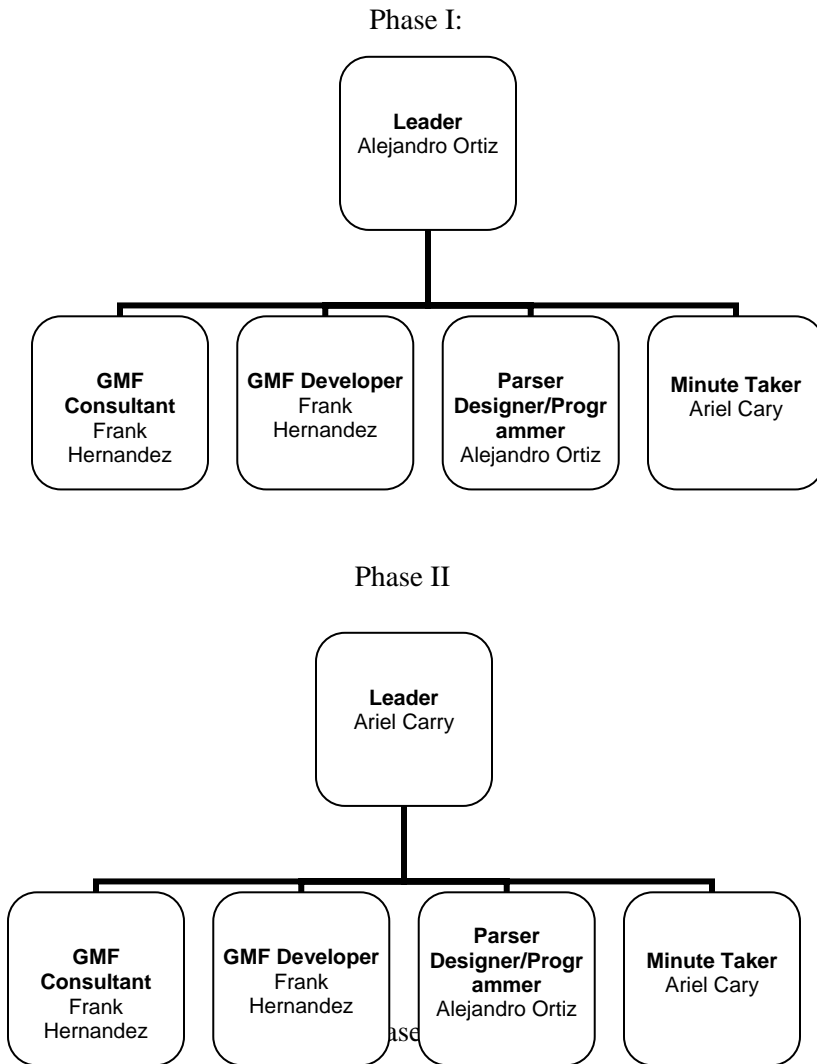 Phase I:
Leader
Alejandro Ortiz
GMF
Consultant
Frank
Hernandez
GMF Developer
Frank
Hernandez
Parser
Designer/Progr
ammer
Alejandro Ortiz
Minute Taker
Ariel Cary
Phase II
Leader
Ariel Carry
GMF
Consultant
Frank
Hernandez
GMF Developer
Frank
Hernandez
Parser
Designer/Progr
ammer
Alejandro Ortiz
Minute Taker
Ariel Cary